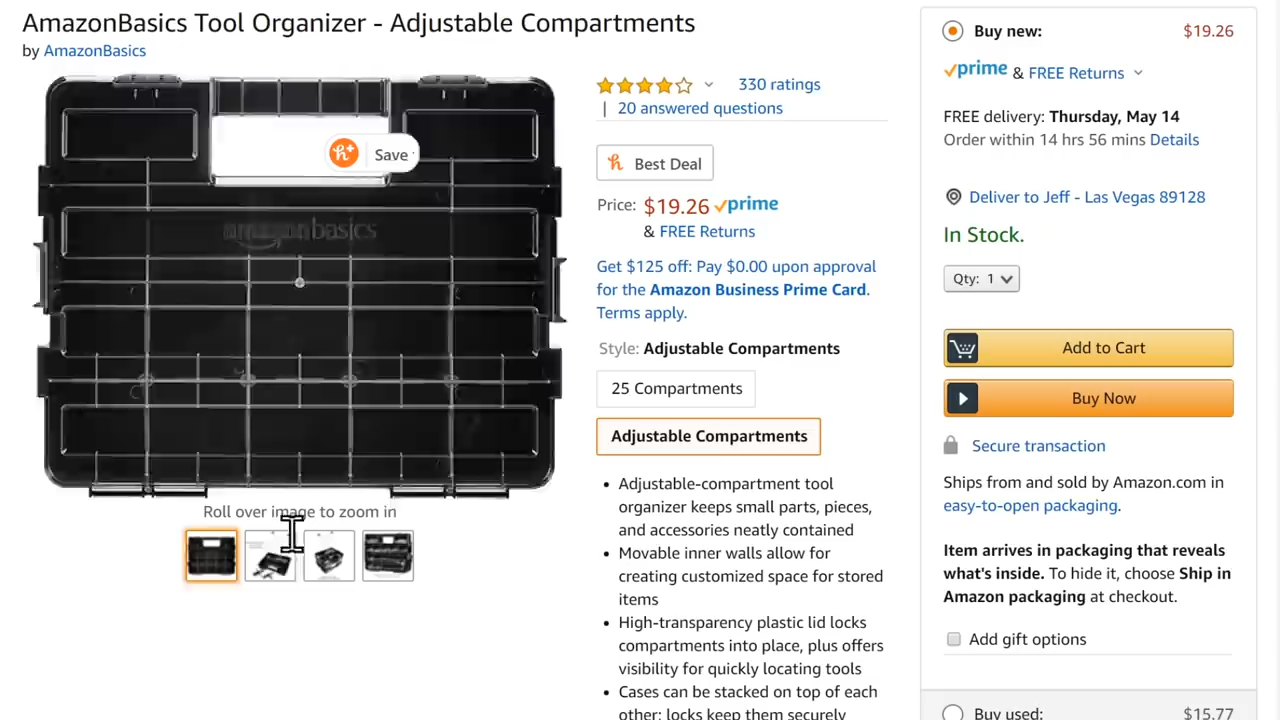 AmazonBasics Tool Organizer - Adjustable Compartments
by AmazonBasics
amazonbasics
Save
Roll over image to zoom in
330 ratings
| 20 answered questions
Best Deal
Price: $19.26 prime
& FREE Returns
Get $125 off: Pay $0.00 upon approval
for the Amazon Business Prime Card.
Terms apply.
Style: Adjustable Compartments
25 Compartments
Adjustable Compartments
• Adjustable-compartment tool
organizer keeps small parts, pieces,
and accessories neatly contained
• Movable inner walls allow for
creating customized space for stored
items
• High-transparency plastic lid locks
compartments into place, plus offers
visibility for quickly locating tools
• Cases can be stacked on top of each
other; locks keep them securely
Buy new: $19.26
prime & FREE Returns
FREE delivery: Thursday, May 14
Order within 14 hrs 56 mins Details
Deliver to Jeff - Las Vegas 89128
In Stock.
Qty: 1
Add to Cart
Buy Now
Secure transaction
Ships from and sold by Amazon.com in
easy-to-open packaging.
Item arrives in packaging that reveals
what's inside. To hide it, choose Ship in
Amazon packaging at checkout.
Add gift options
Buy used: $15.77